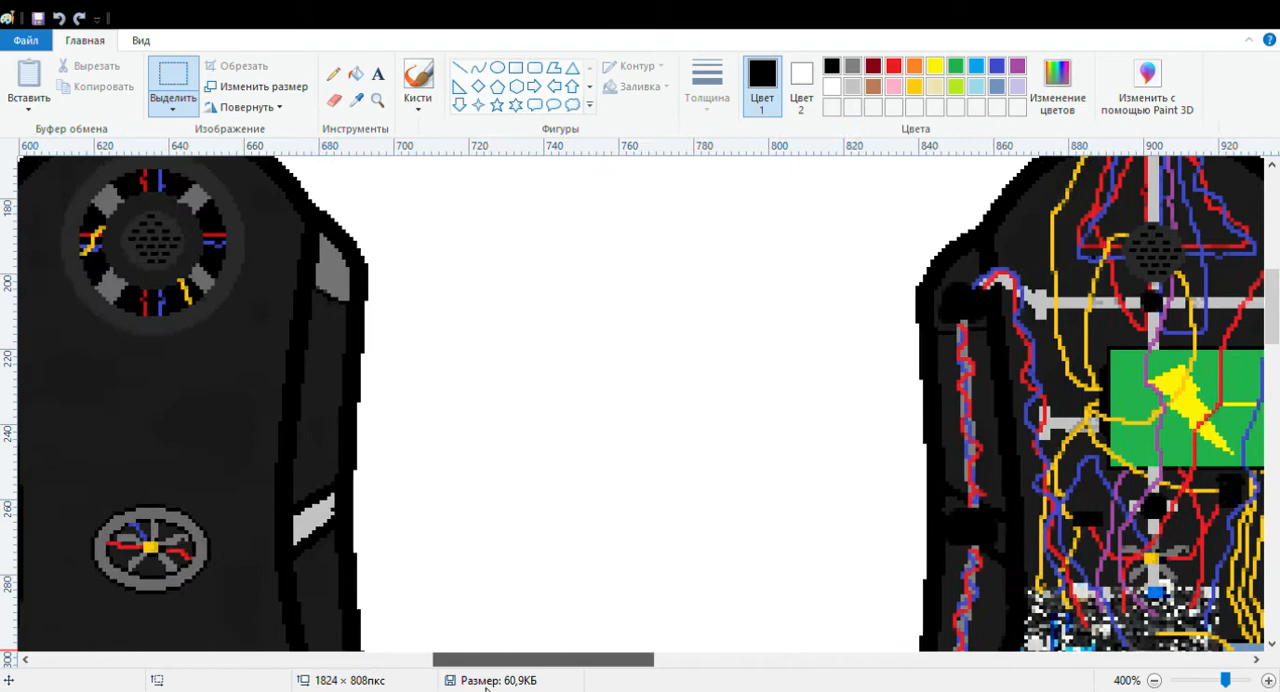 Файл Главная Вид
Вставить
Вырезать
Копировать
Буфер обмена
Выделить
Обрезать
Изменить размер
Повернуть
Изображение
A
Инструменты
Кисти
Контур
Заливка
Фигуры
Толщина
Цвет 1
Цвет 2
Изменение цветов
Цвета
Изменить с помощью Paint 3D
600 620 640 660 680 700 720 740 760 780 800 820 840 860 880 900 920
180
200
220
240
260
280
300
1824 × 808пкс
Размер: 60,9КБ
400%